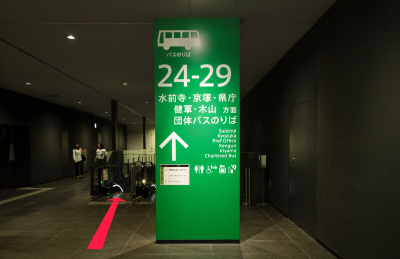 バスのりば
24-29
水前寺・京塚・県庁
健軍・木山 方面
団体バスのりば
Suizenji
Kyozuka
Pref.Office
Kengun
Kiyama
Chartered Bus